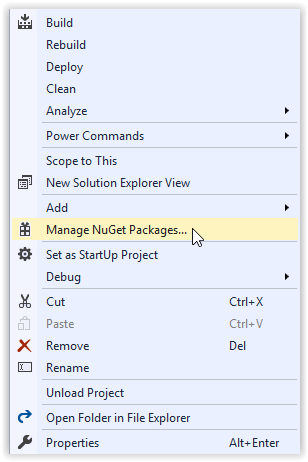 Build
Rebuild
Deploy
Clean
Analyze
Power Commands
Scope to This
New Solution Explorer View
Add
Manage NuGet Packages...
Set as StartUp Project
Debug
Cut Ctrl+X
Paste Ctrl+V
Remove Del
Rename
Unload Project
Open Folder in File Explorer
Properties Alt+Enter